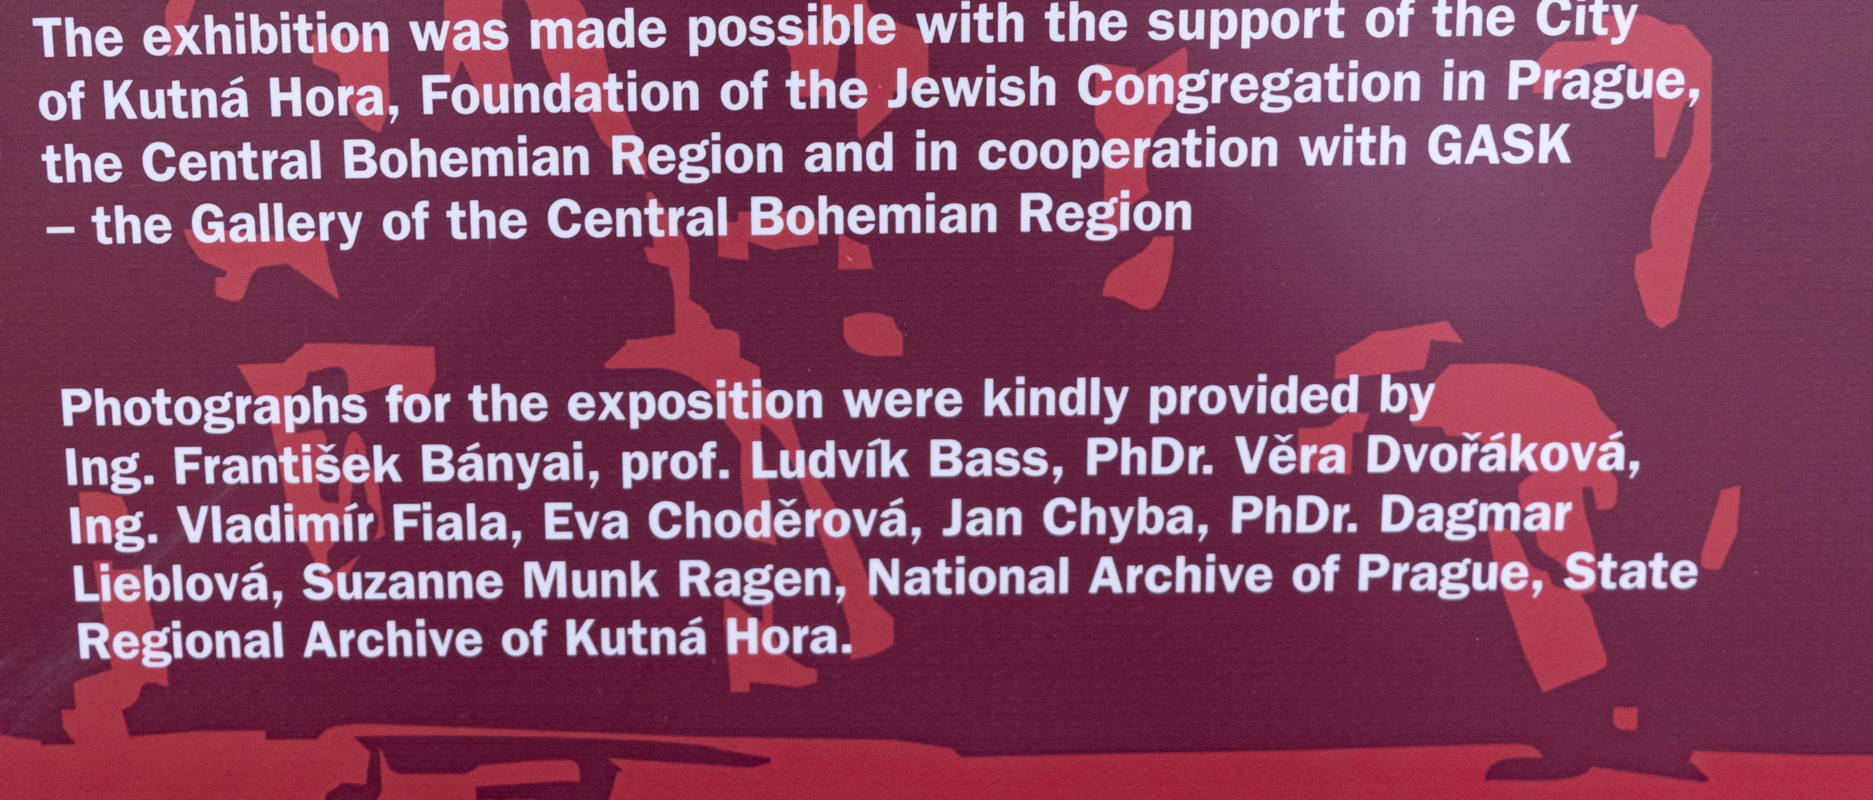 The exhibition was made possible with the support of the City
of Kutná Hora, Foundation of the Jewish Congregation in Prague,
the Central Bohemian Region and in cooperation with GASK
– the Gallery of the Central Bohemian Region
Photographs for the exposition were kindly provided by
Ing. František Bányai, prof. Ludvík Bass, PhDr. Věra Dvořáková,
Ing. Vladimír Fiala, Eva Choděrová, Jan Chyba, PhDr. Dagmar
Lieblová, Suzanne Munk Ragen, National Archive of Prague, State
Regional Archive of Kutná Hora.